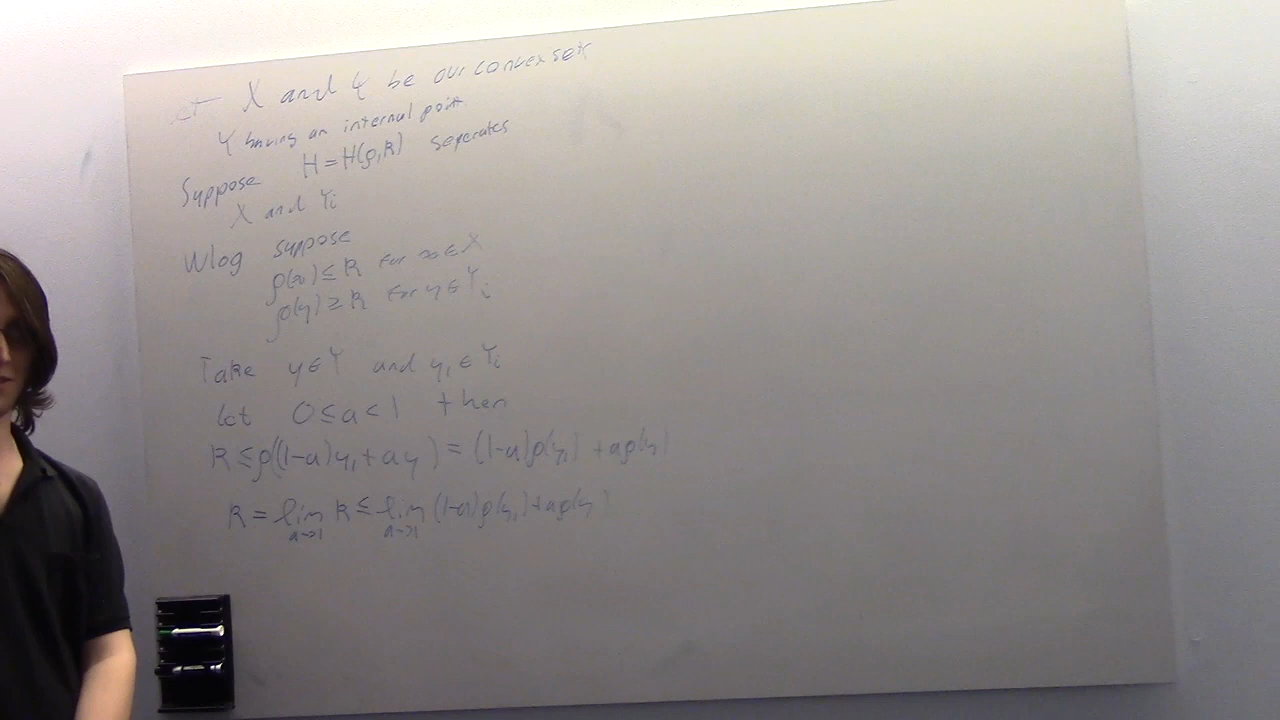 let X and Y be our convex sets
Y having an internal point.
Suppose H = H(ρ,R) seperates
X and Yi
Wlog suppose
ρ(x) ≤ R for x ∈ X
ρ(y) ≥ R for y ∈ Yi
Take y ∈ Y and y₁ ∈ Yi
let 0 ≤ a < 1 then
R ≤ ρ((1-a)y₁ + ay) = (1-a)ρ(y₁) + aρ(y)
R = lim R ≤ lim (1-a)ρ(y₁) + aρ(y)
a→1 a→1